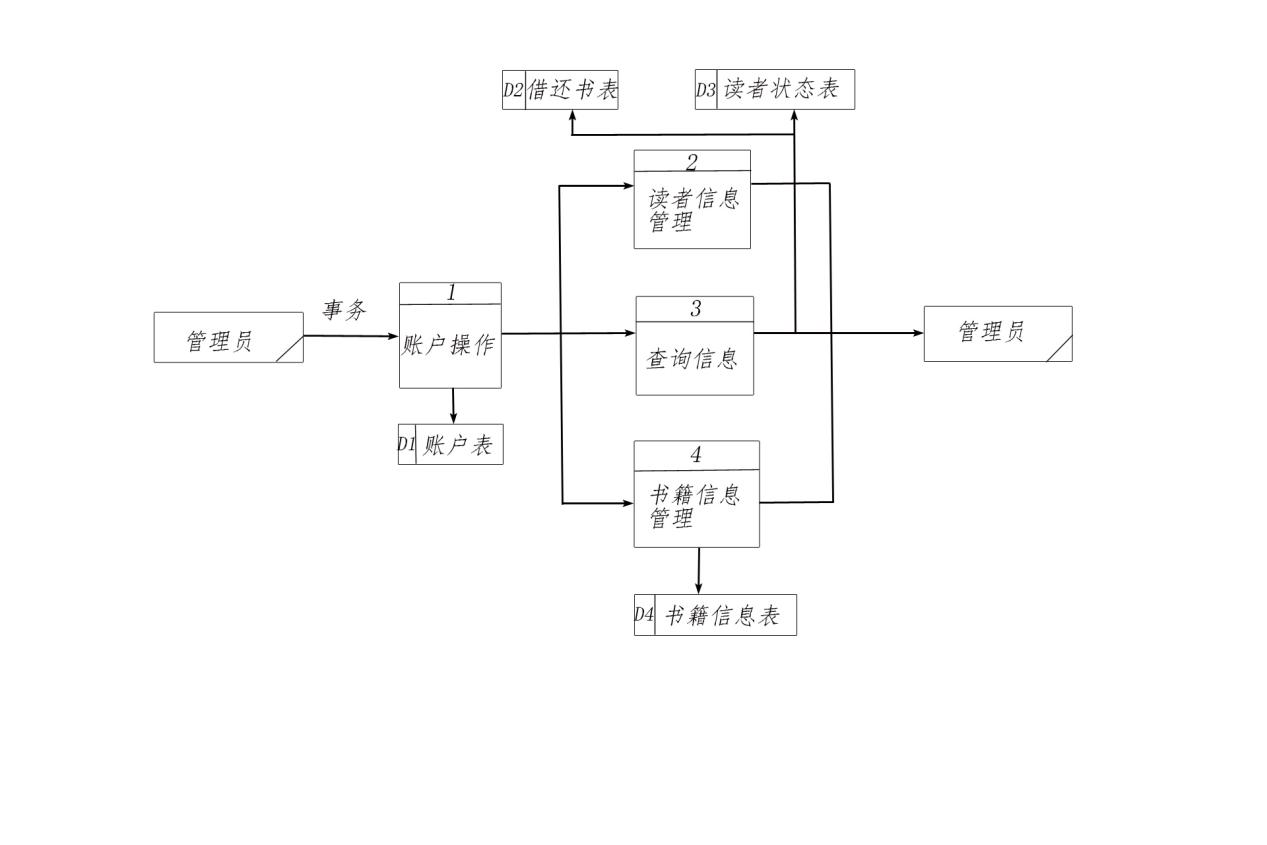 D2 借还书表
D3 读者状态表
2
读者信息
管理
事务
管理员
1
账户操作
3
查询信息
管理员
D1 账户表
4
书籍信息
管理
D4 书籍信息表